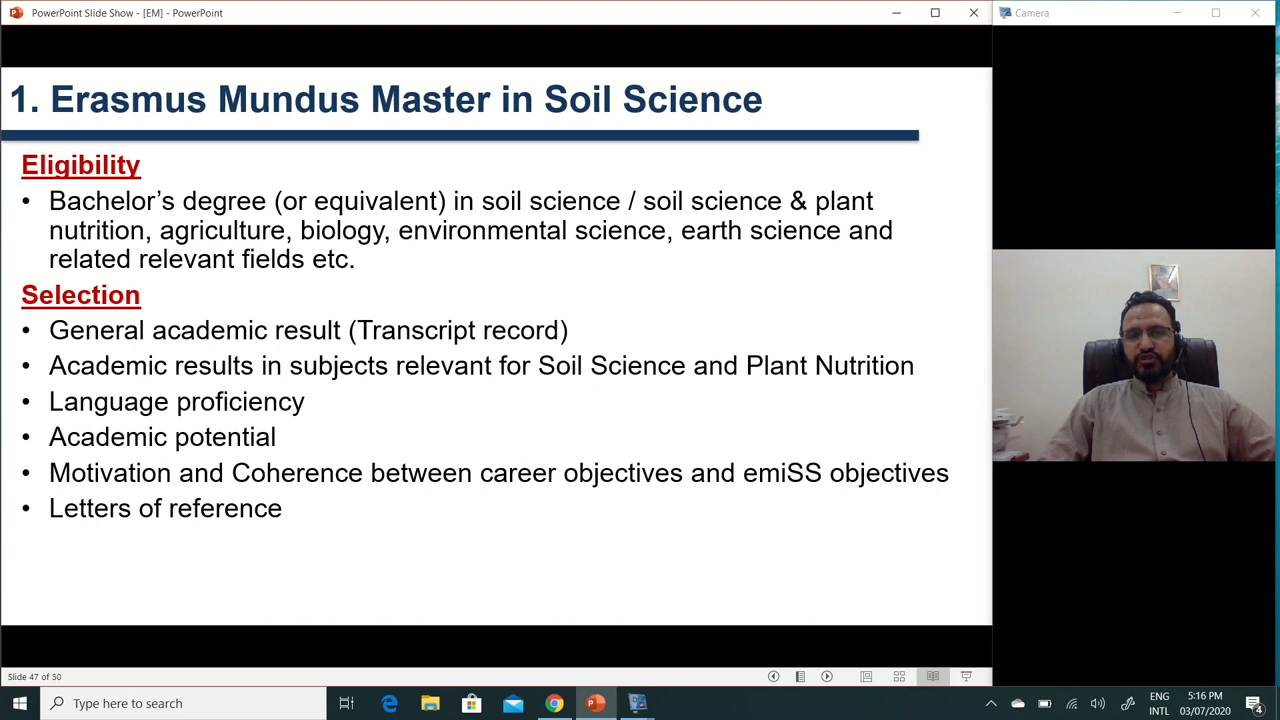 PowerPoint Slide Show - [EM] - PowerPoint
Camera
1. Erasmus Mundus Master in Soil Science
Eligibility
• Bachelor’s degree (or equivalent) in soil science / soil science & plant
nutrition, agriculture, biology, environmental science, earth science and
related relevant fields etc.
Selection
• General academic result (Transcript record)
• Academic results in subjects relevant for Soil Science and Plant Nutrition
• Language proficiency
• Academic potential
• Motivation and Coherence between career objectives and emiSS objectives
• Letters of reference
Slide 47 of 50
Type here to search
ENG
INTL
5:16 PM
03/07/2020
4